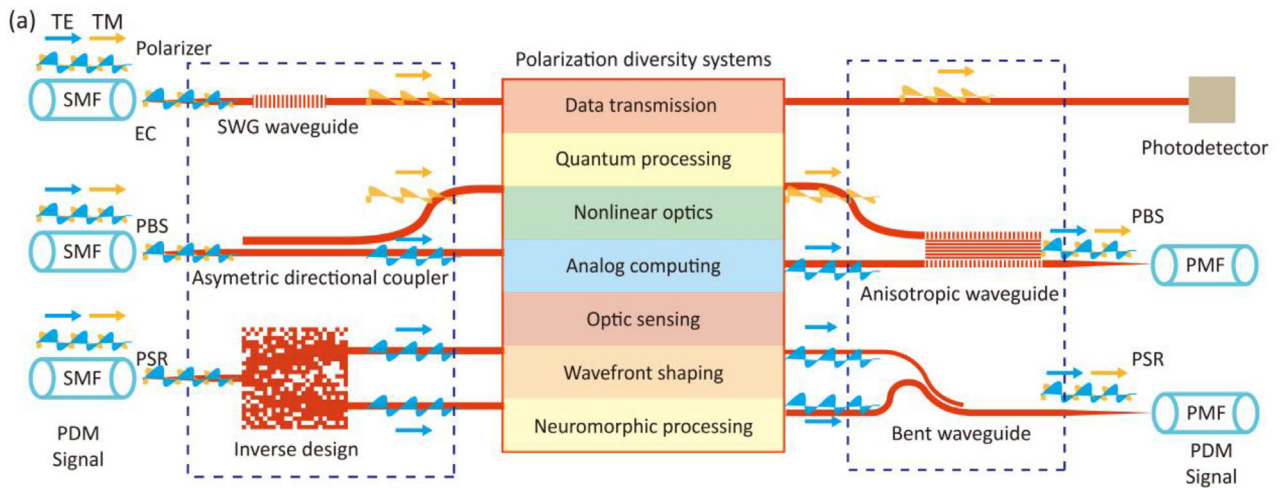 (a)
TE TM
Polarizer
SMF
EC
SWG waveguide
PBS
SMF
Asymetric directional coupler
PSR
SMF
Inverse design
PDM
Signal
Polarization diversity systems
Data transmission
Quantum processing
Nonlinear optics
Analog computing
Optic sensing
Wavefront shaping
Neuromorphic processing
Photodetector
PBS
PMF
Anisotropic waveguide
PSR
PMF
Bent waveguide
PDM
Signal